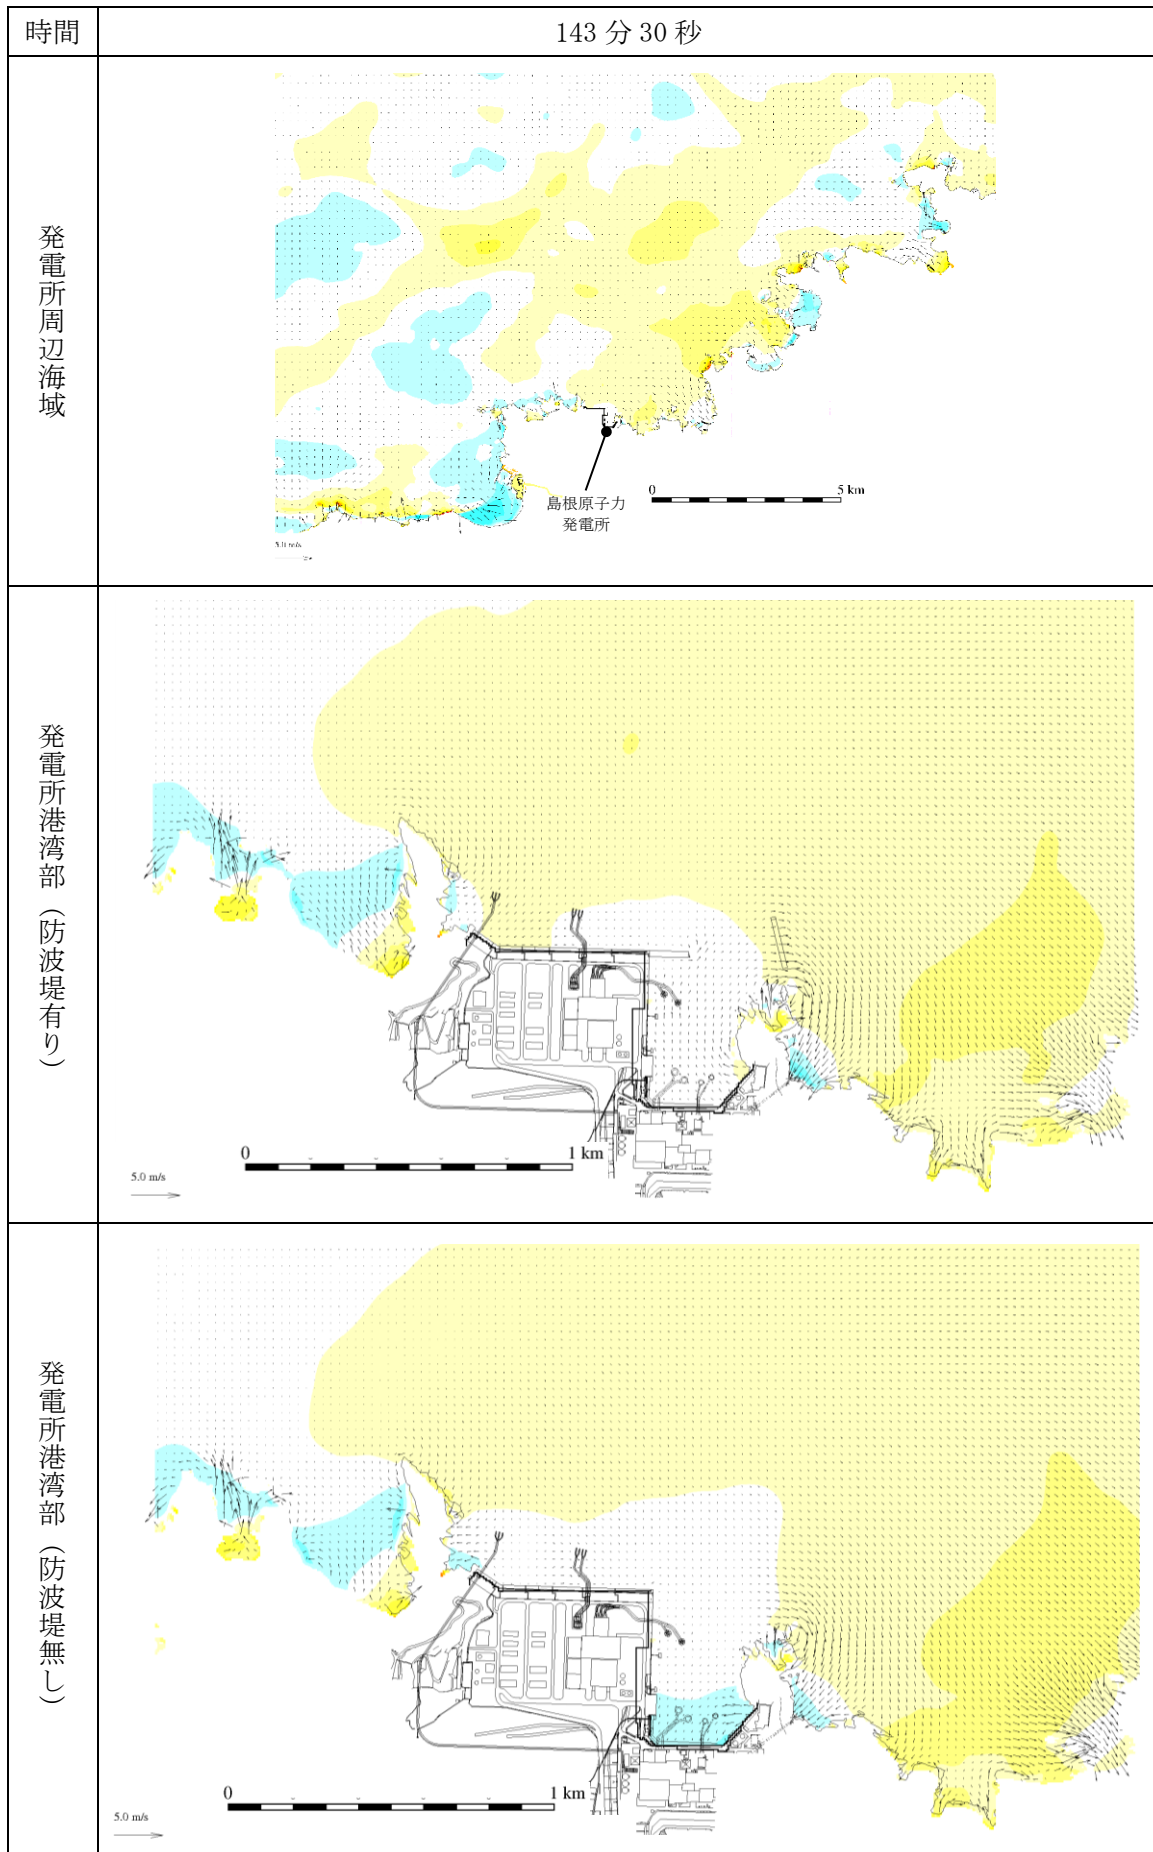 時間
143 分 30 秒
発電所周辺海域
島根原子力
発電所
0
5 km
5.0 m/s
発電所港湾部（防波堤有り）
0
1 km
5.0 m/s
発電所港湾部（防波堤無し）
0
1 km
5.0 m/s